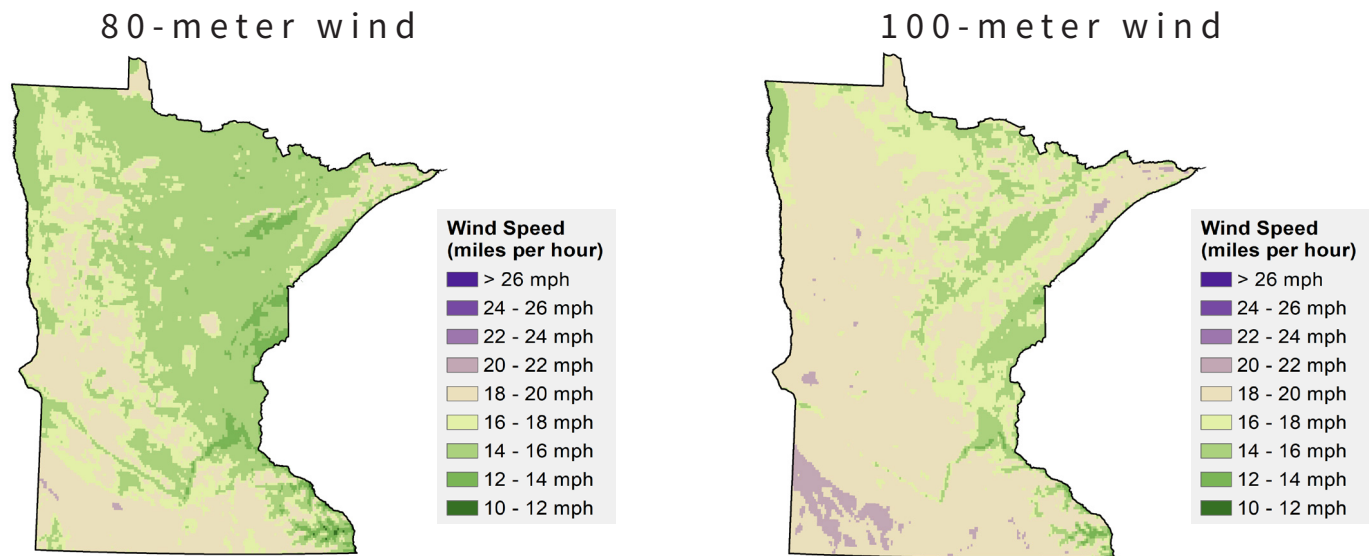 80-meter wind
Wind Speed
(miles per hour)
> 26 mph
24 - 26 mph
22 - 24 mph
20 - 22 mph
18 - 20 mph
16 - 18 mph
14 - 16 mph
12 - 14 mph
10 - 12 mph
100-meter wind
Wind Speed
(miles per hour)
> 26 mph
24 - 26 mph
22 - 24 mph
20 - 22 mph
18 - 20 mph
16 - 18 mph
14 - 16 mph
12 - 14 mph
10 - 12 mph